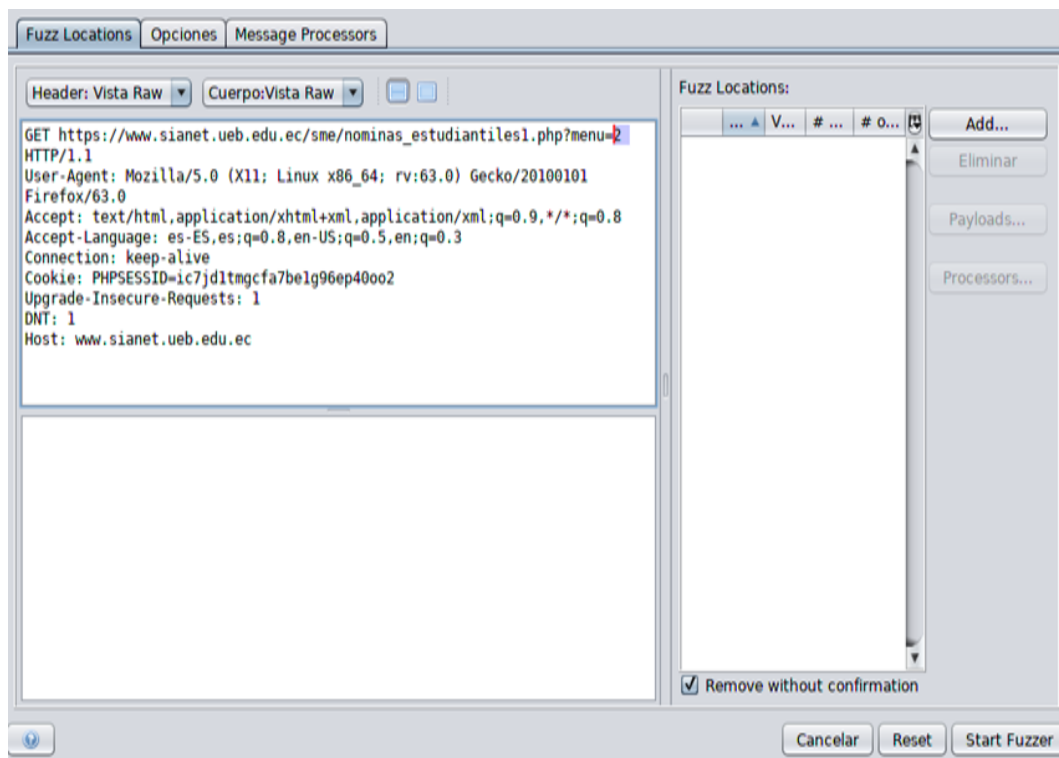 Fuzz Locations Opciones Message Processors
Header: Vista Raw Cuerpo:Vista Raw
GET https://www.sianet.ueb.edu.ec/sme/nominas_estudiantiles1.php?menu=2
HTTP/1.1
User-Agent: Mozilla/5.0 (X11; Linux x86_64; rv:63.0) Gecko/20100101
Firefox/63.0
Accept: text/html,application/xhtml+xml,application/xml;q=0.9,*/*;q=0.8
Accept-Language: es-ES,es;q=0.8,en-US;q=0.5,en;q=0.3
Connection: keep-alive
Cookie: PHPSESSID=ic7jd1tmgcfa7be1g96ep40oo2
Upgrade-Insecure-Requests: 1
DNT: 1
Host: www.sianet.ueb.edu.ec
Fuzz Locations:
... V... # ... # o...
Add...
Eliminar
Payloads...
Processors...
Remove without confirmation
Cancelar Reset Start Fuzzer